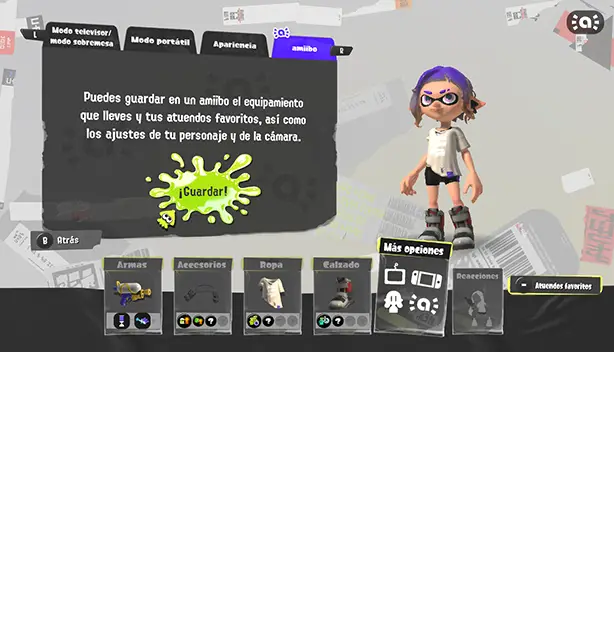 L
Modo televisor/
modo sobremesa
Modo portátil
Apariencia
amiibo
R
Puedes guardar en un amiibo el equipamiento
que lleves y tus atuendos favoritos, así como
los ajustes de tu personaje y de la cámara.
¡Guardar!
B Atrás
Armas
Accesorios
Ropa
Calzado
Más opciones
Reacciones
− Atuendos favoritos